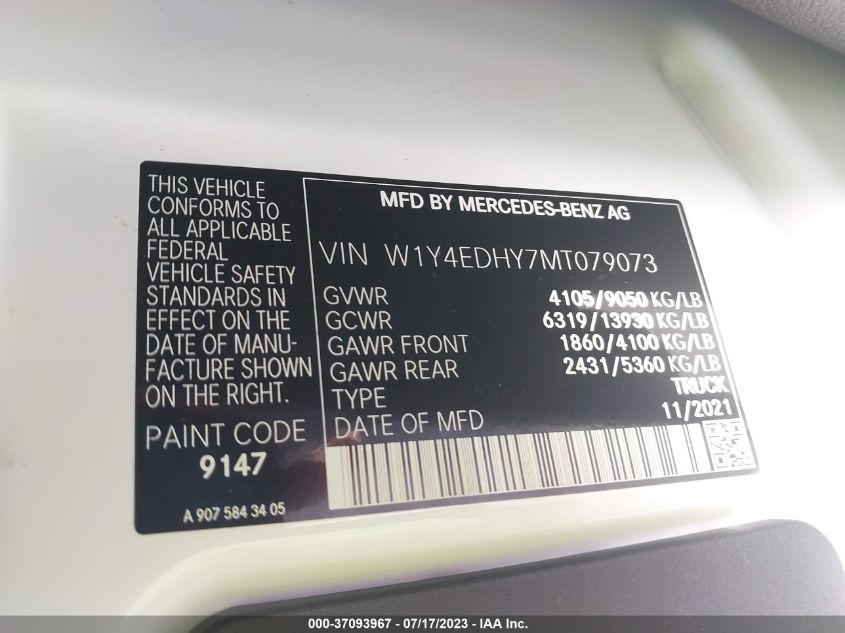 THIS VEHICLE
CONFORMS TO
ALL APPLICABLE
FEDERAL
VEHICLE SAFETY
STANDARDS IN
EFFECT ON THE
DATE OF MANU-
FACTURE SHOWN
ON THE RIGHT.
PAINT CODE
9147
A 907 584 34 05
MFD BY MERCEDES-BENZ AG
VIN W1Y4EDHY7MT079073
GVWR 4105/9050 KG/LB
GCWR 6319/13930 KG/LB
GAWR FRONT 1860/4100 KG/LB
GAWR REAR 2431/5360 KG/LB
TYPE TRUCK
DATE OF MFD 11/2021
000-37093967 - 07/17/2023 - IAA Inc.